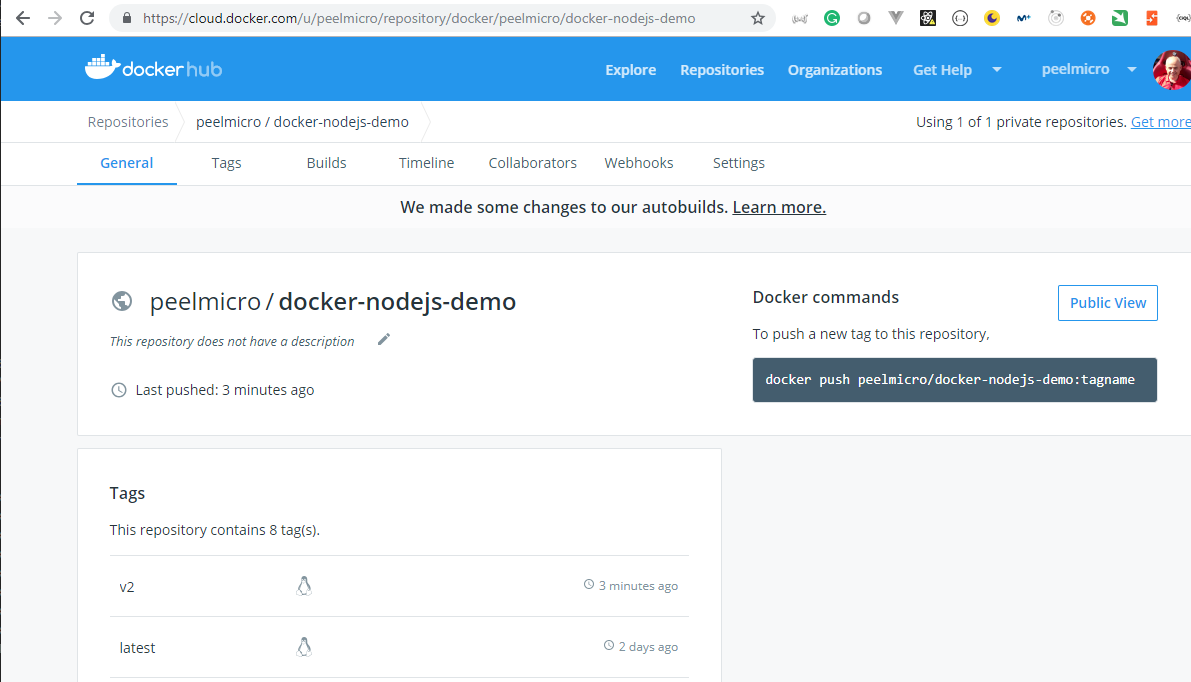 https://cloud.docker.com/u/peelmicro/repository/docker/peelmicro/docker-nodejs-demo
docker hub Explore Repositories Organizations Get Help peelmicro
Repositories peelmicro / docker-nodejs-demo Using 1 of 1 private repositories. Get more
General Tags Builds Timeline Collaborators Webhooks Settings
We made some changes to our autobuilds. Learn more.
peelmicro / docker-nodejs-demo
This repository does not have a description
Last pushed: 3 minutes ago
Docker commands
Public View
To push a new tag to this repository,
docker push peelmicro/docker-nodejs-demo:tagname
Tags
This repository contains 8 tag(s).
v2 3 minutes ago
latest 2 days ago